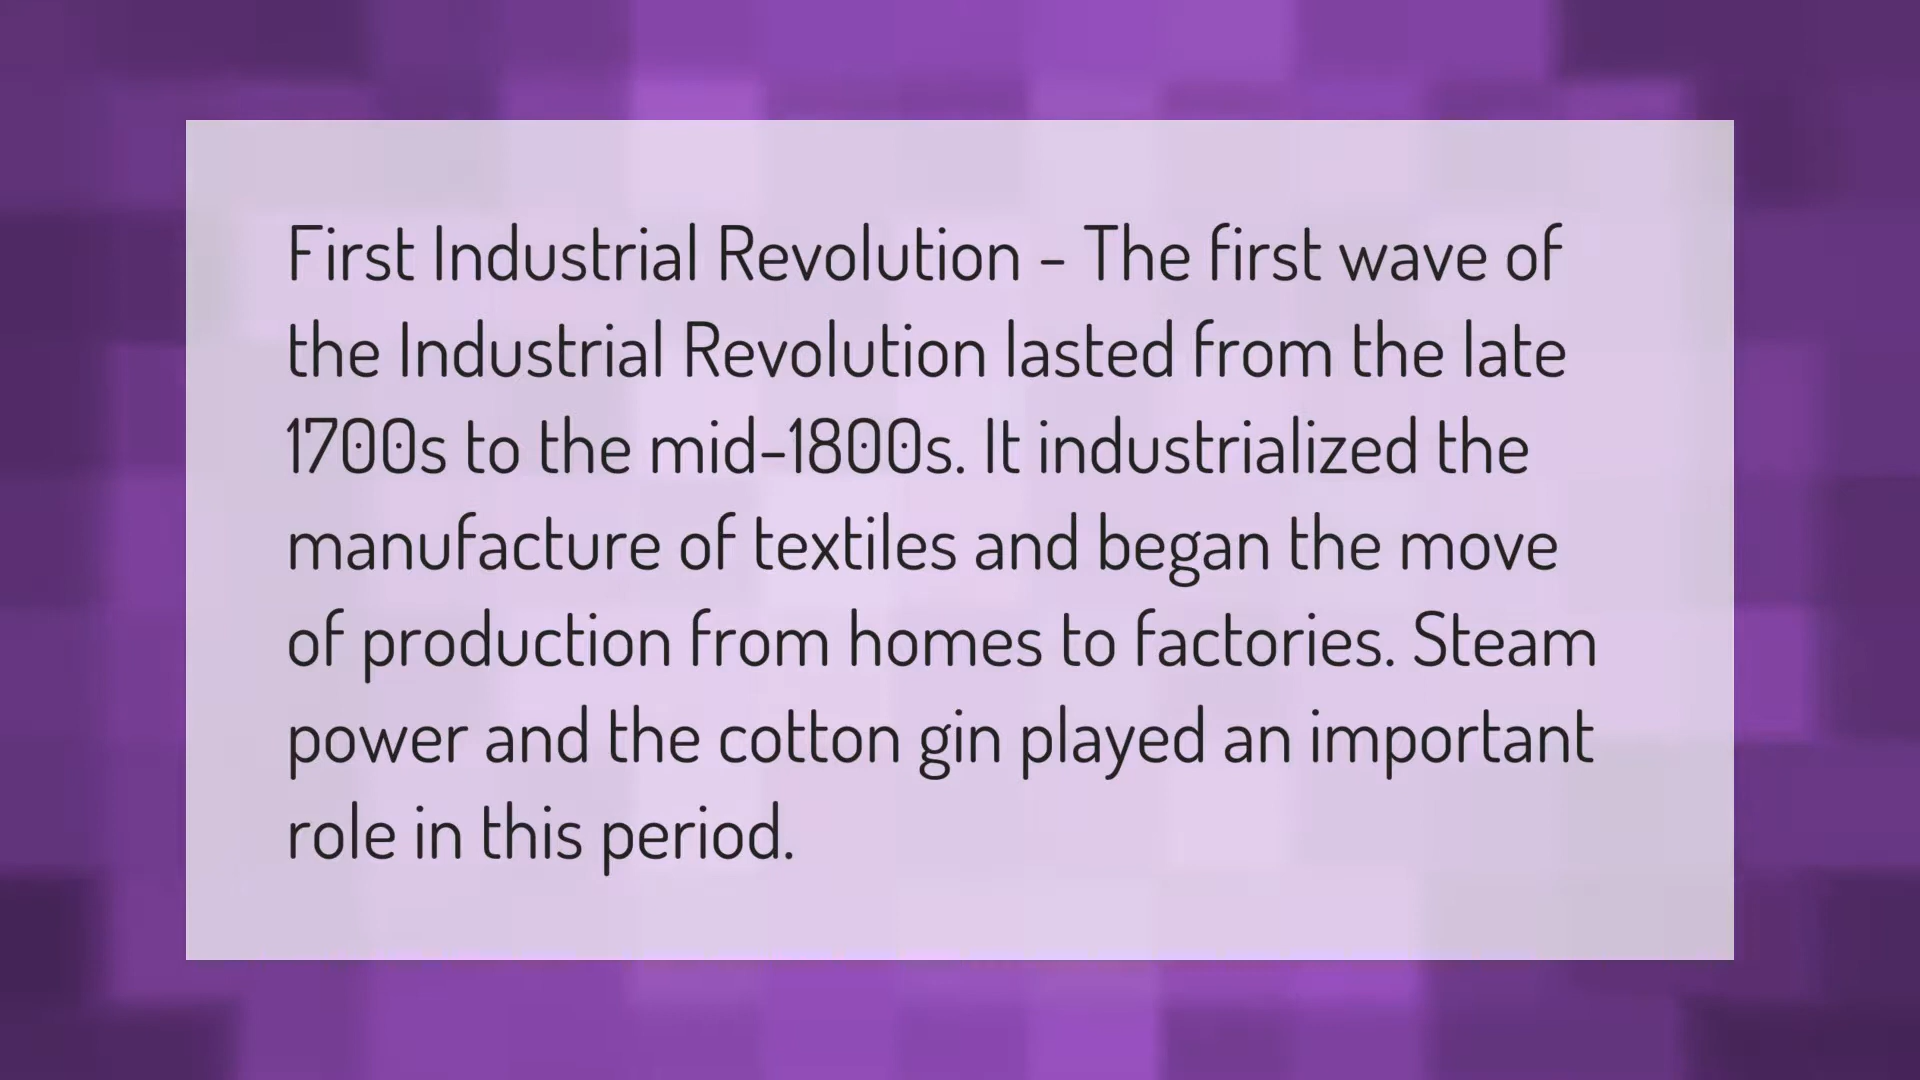 First Industrial Revolution - The first wave of
the Industrial Revolution lasted from the late
1700s to the mid-1800s. It industrialized the
manufacture of textiles and began the move
of production from homes to factories. Steam
power and the cotton gin played an important
role in this period.